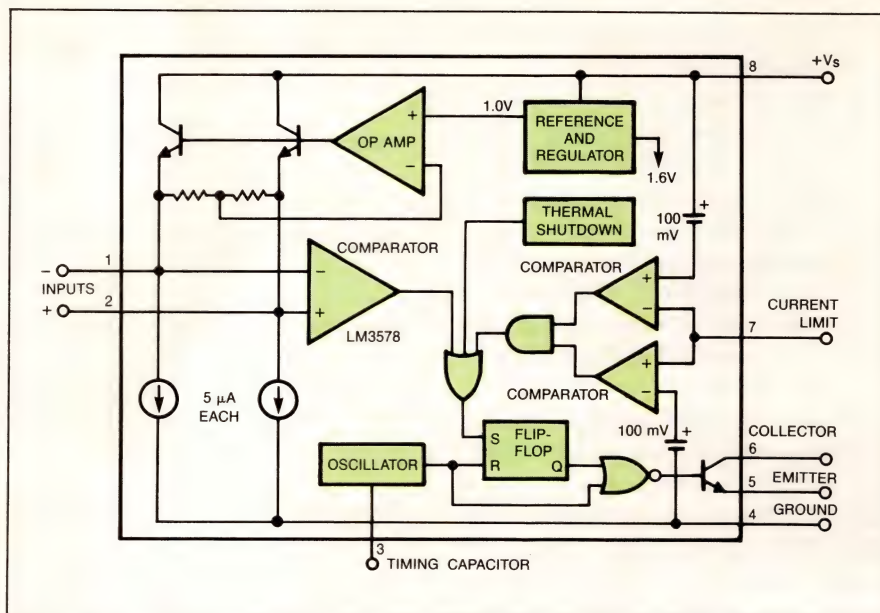 8
+Vs
+
1.0V
REFERENCE
AND
REGULATOR
OP AMP
−
1.6V
THERMAL
SHUTDOWN
+
100
mV
COMPARATOR
COMPARATOR
− 1
INPUTS
+ 2
−
+
LM3578
+
−
CURRENT
LIMIT
7
+
−
COMPARATOR
5 μA
EACH
100 mV
+
COLLECTOR
6
S
FLIP-
FLOP
R
Q
OSCILLATOR
5
EMITTER
4
GROUND
3
TIMING CAPACITOR